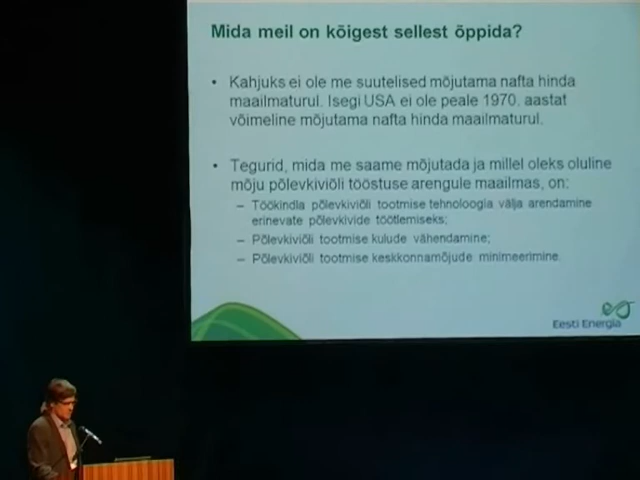 Mida meil on kõigest sellest õppida?
• Kahjuks ei ole me suutelised mõjutama nafta hinda
maailmaturul. Isegi USA ei ole peale 1970. aastat
võimeline mõjutama nafta hinda maailmaturul.
• Tegurid, mida me saame mõjutada ja millel oleks oluline
mõju põlevkiviõli tööstuse arengule maailmas, on:
– Töökindla põlevkiviõli tootmise tehnoloogia välja arendamine
erinevate põlevkivide töötlemiseks;
– Põlevkiviõli tootmise kulude vähendamine;
– Põlevkiviõli tootmise keskkonnamõjude minimeerimine.
Eesti Energia